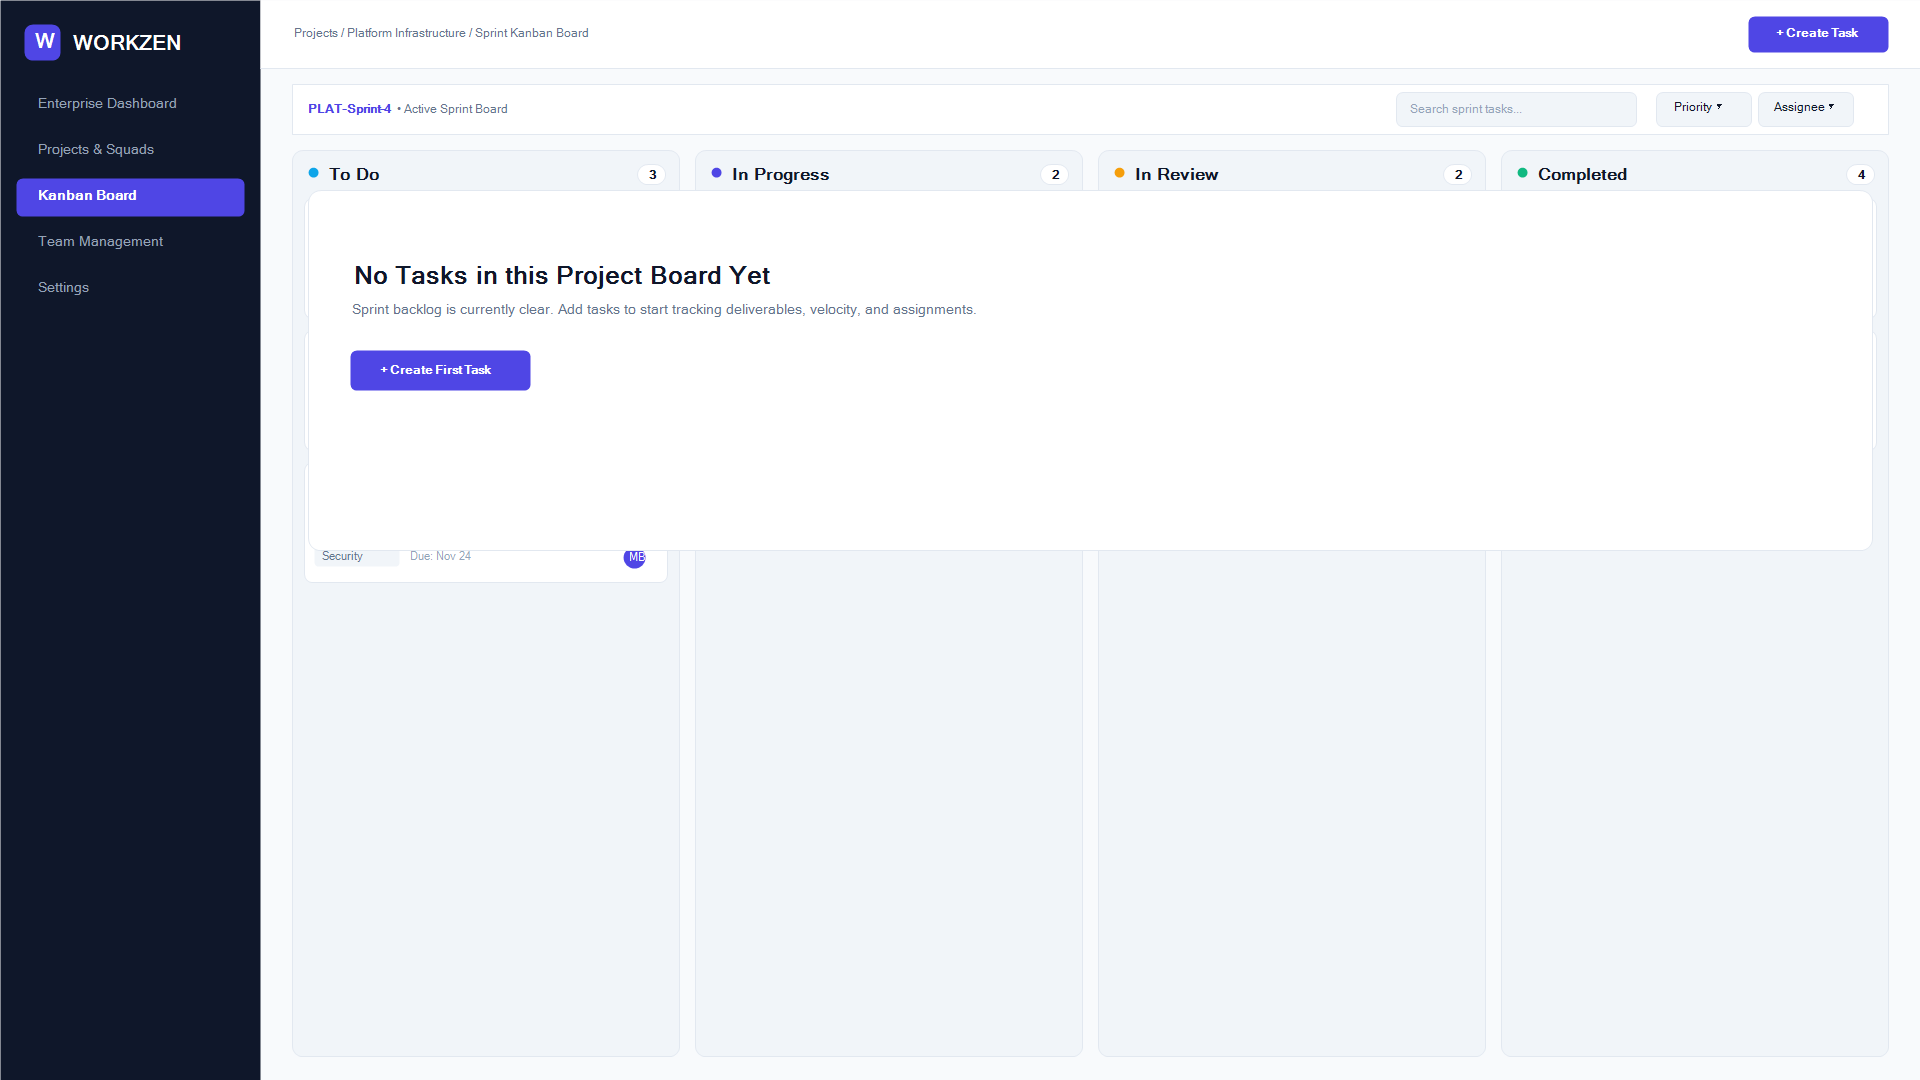 W WORKZEN
Enterprise Dashboard
Projects & Squads
Kanban Board
Team Management
Settings
Projects / Platform Infrastructure / Sprint Kanban Board
+ Create Task
PLAT-Sprint-4 • Active Sprint Board
Search sprint tasks...
Priority ▾
Assignee ▾
To Do 3
In Progress 2
In Review 2
Completed 4
No Tasks in this Project Board Yet
Sprint backlog is currently clear. Add tasks to start tracking deliverables, velocity, and assignments.
+ Create First Task
Security Due: Nov 24 MB